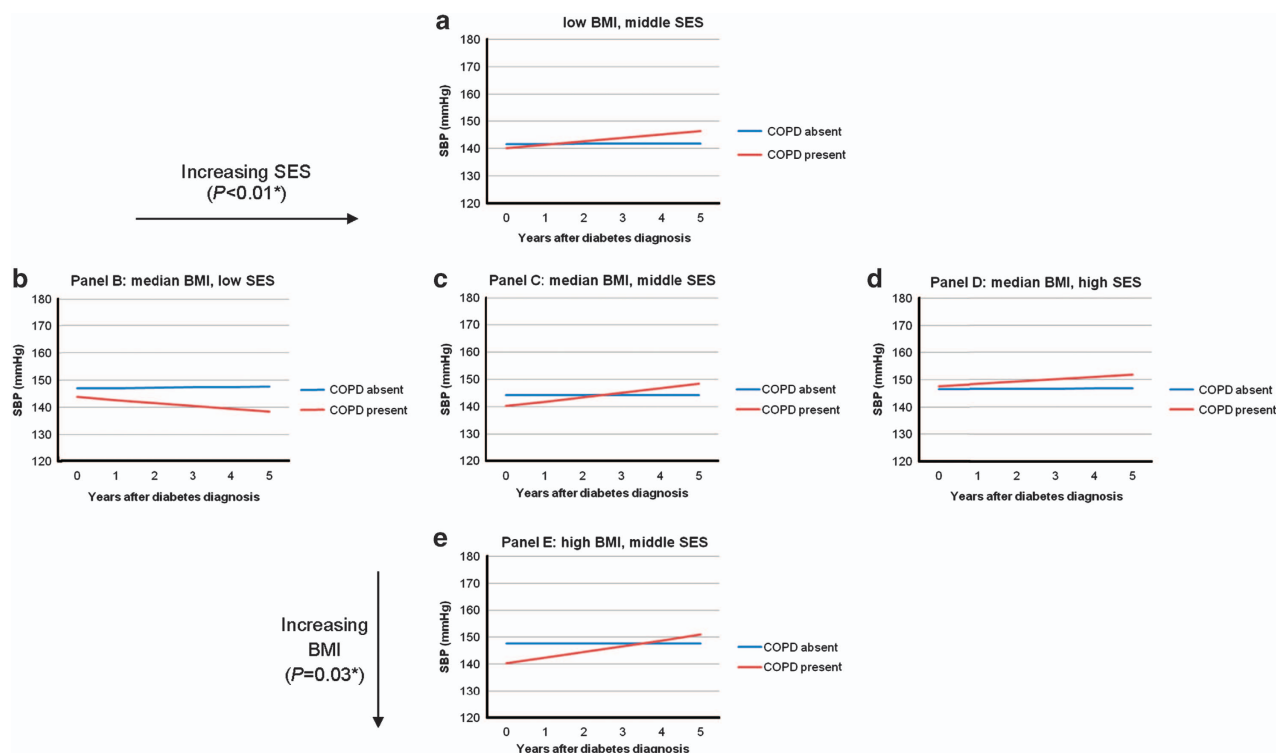 a
low BMI, middle SES
180
170
160
150
140
130
120
SBP (mmHg)
0 1 2 3 4 5
Years after diabetes diagnosis
COPD absent
COPD present
Increasing SES
(P<0.01*)
b
Panel B: median BMI, low SES
180
170
160
150
140
130
120
SBP (mmHg)
0 1 2 3 4 5
Years after diabetes diagnosis
COPD absent
COPD present
c
Panel C: median BMI, middle SES
180
170
160
150
140
130
120
SBP (mmHg)
0 1 2 3 4 5
Years after diabetes diagnosis
COPD absent
COPD present
d
Panel D: median BMI, high SES
180
170
160
150
140
130
120
SBP (mmHg)
0 1 2 3 4 5
Years after diabetes diagnosis
COPD absent
COPD present
Increasing
BMI
(P=0.03*)
e
Panel E: high BMI, middle SES
180
170
160
150
140
130
120
SBP (mmHg)
0 1 2 3 4 5
Years after diabetes diagnosis
COPD absent
COPD present